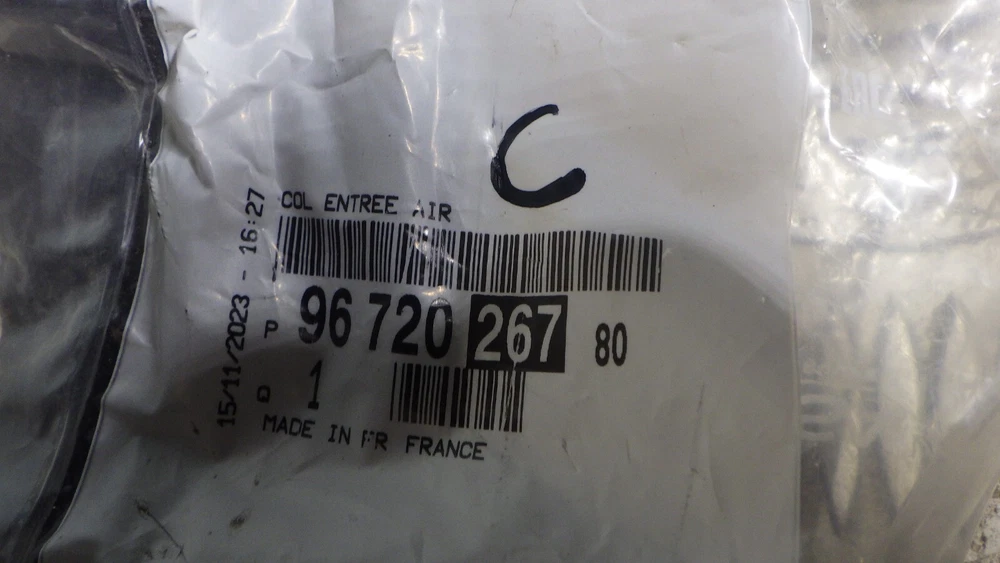 C
COL ENTREE AIR
15/11/2023 - 16:27
P 96 720 267 80
Q 1
MADE IN FR FRANCE